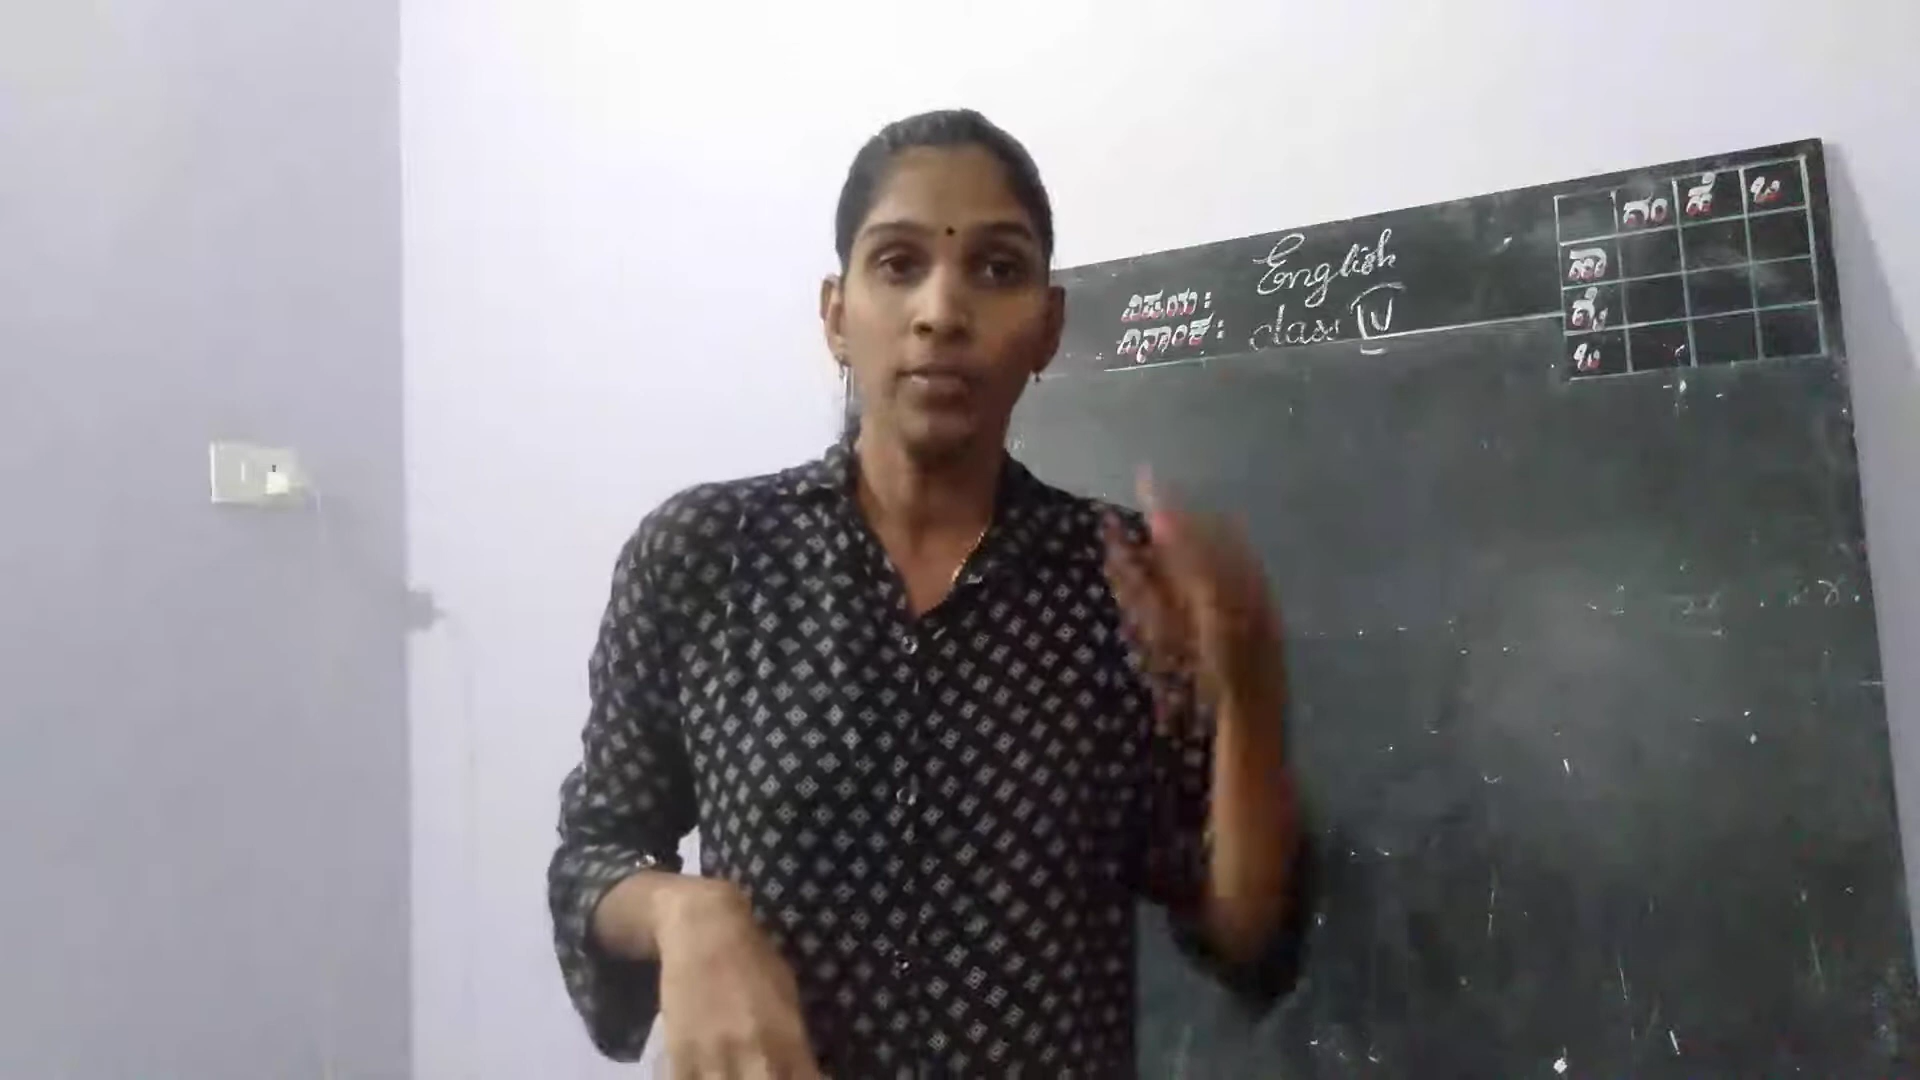 ವಿಷಯ: English
ದಿನಾಂಕ: class IV
ದಾಂ ಹೆ ಒ
ಹಾ
ಗೈ
ಒ